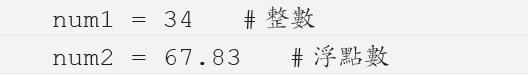 num1 = 34   #整數
num2 = 67.83   #浮點數